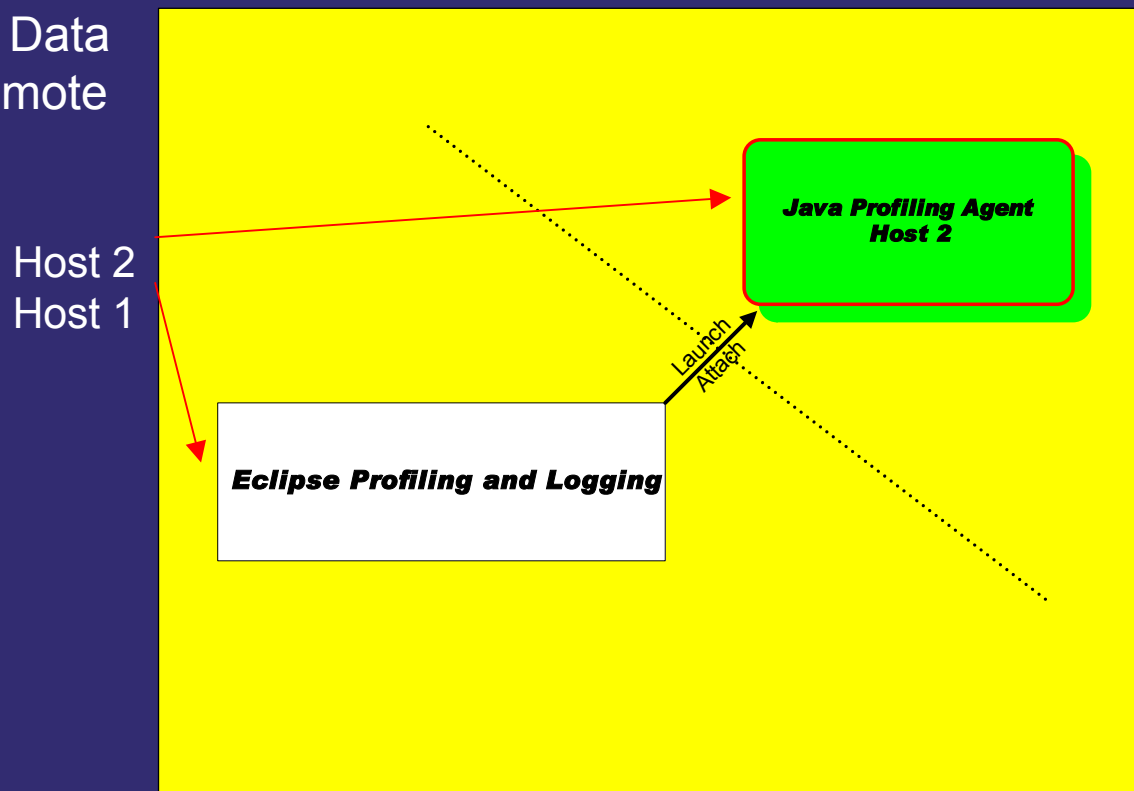 Data
mote
Host 2
Host 1
Java Profiling Agent
Host 2
Launch
Attach
Eclipse Profiling and Logging